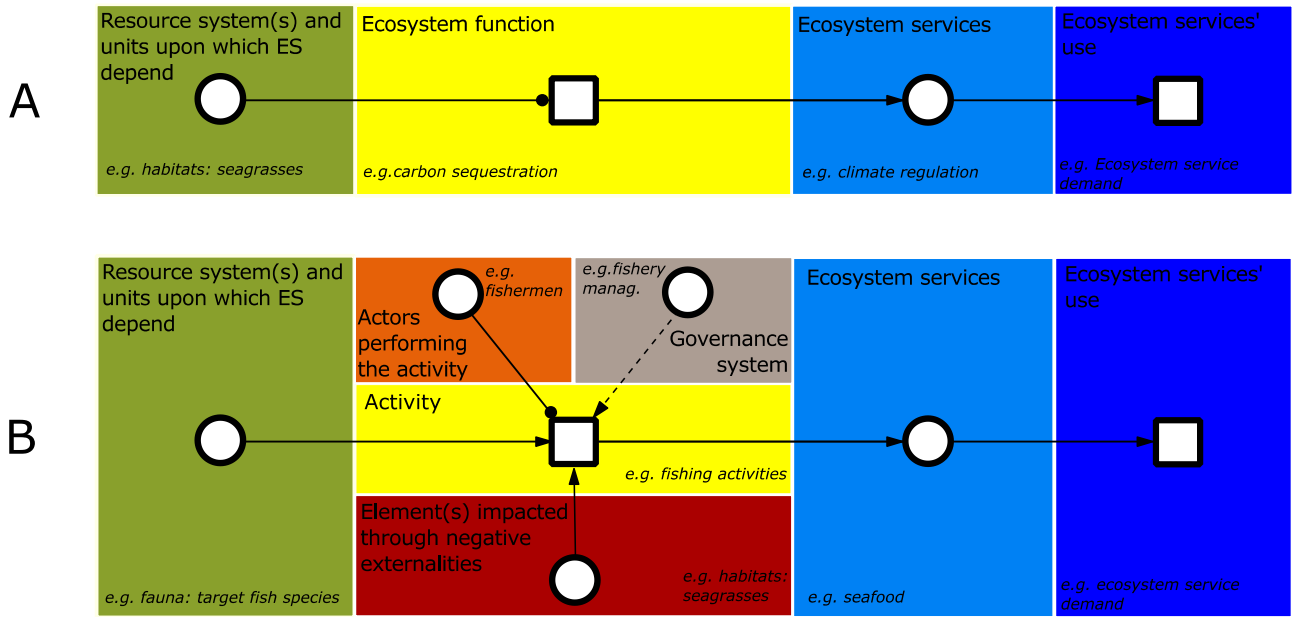 A
Resource system(s) and
units upon which ES
depend
e.g. habitats: seagrasses
Ecosystem function
e.g.carbon sequestration
Ecosystem services
e.g. climate regulation
Ecosystem services'
use
e.g. Ecosystem service
demand
B
Resource system(s) and
units upon which ES
depend
e.g. fauna: target fish species
e.g.
fishermen
Actors
performing
the activity
e.g.fishery
manag.
Governance
system
Activity
e.g. fishing activities
Element(s) impacted
through negative
externalities
e.g. habitats:
seagrasses
Ecosystem services
e.g. seafood
Ecosystem services'
use
e.g. ecosystem service
demand